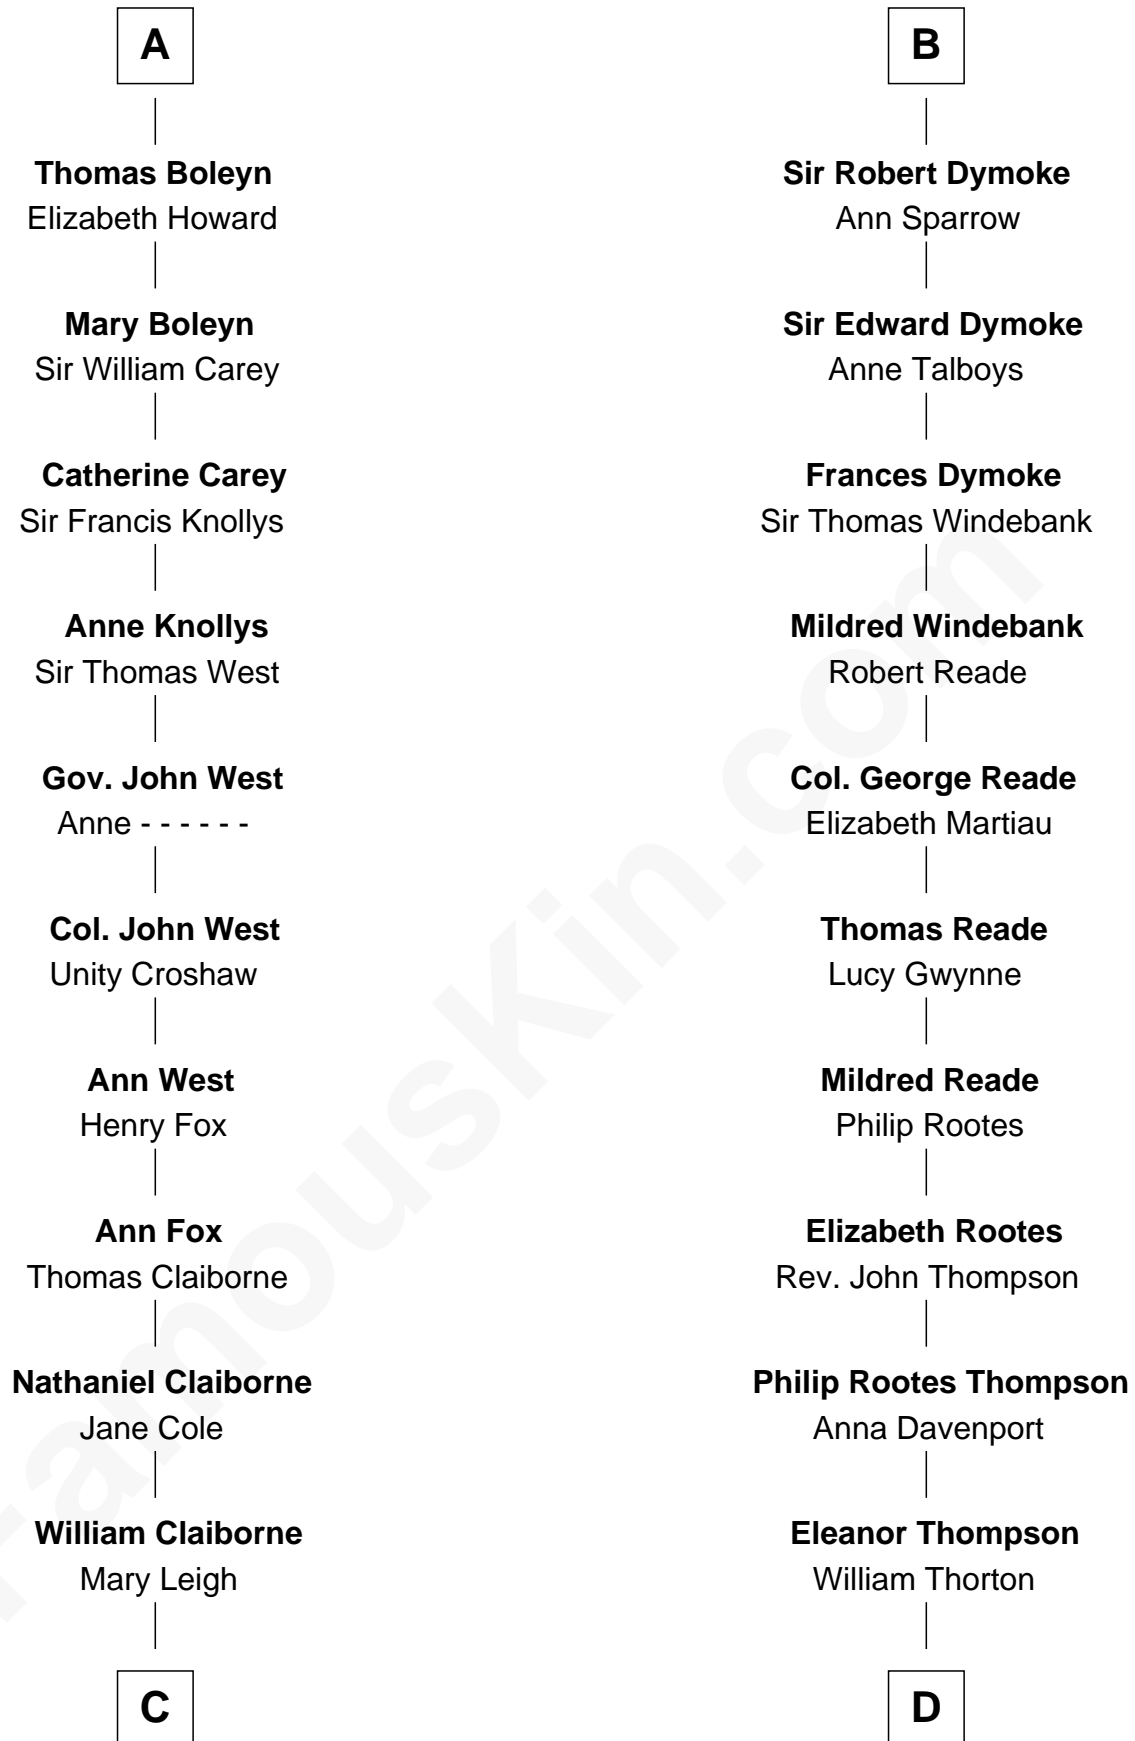 A
Thomas Boleyn
Elizabeth Howard
Mary Boleyn
Sir William Carey
Catherine Carey
Sir Francis Knollys
Anne Knollys
Sir Thomas West
Gov. John West
Anne - - - - - -
Col. John West
Unity Croshaw
Ann West
Henry Fox
Ann Fox
Thomas Claiborne
Nathaniel Claiborne
Jane Cole
William Claiborne
Mary Leigh
C
B
Sir Robert Dymoke
Ann Sparrow
Sir Edward Dymoke
Anne Talboys
Frances Dymoke
Sir Thomas Windebank
Mildred Windebank
Robert Reade
Col. George Reade
Elizabeth Martiau
Thomas Reade
Lucy Gwynne
Mildred Reade
Philip Rootes
Elizabeth Rootes
Rev. John Thompson
Philip Rootes Thompson
Anna Davenport
Eleanor Thompson
William Thorton
D
FamousKin.com